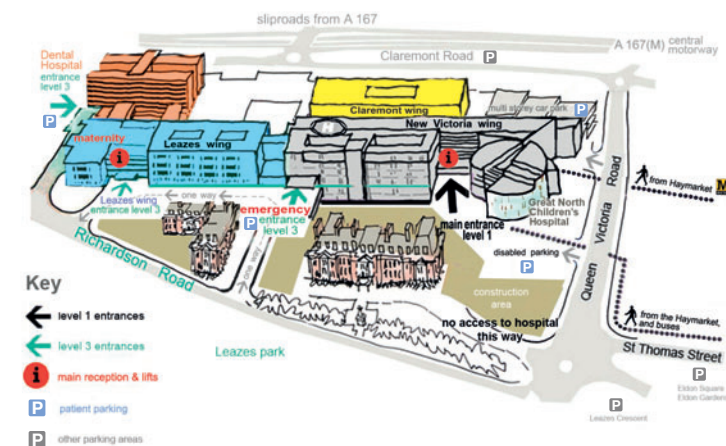 sliproads from A 167
A 167(M) central
motorway
Claremont Road P
Dental
Hospital
entrance
level 3
P
maternity
i
Leazes wing
Claremont wing
H
New Victoria wing
multi storey car park
P
i
Leazes wing
entrance level 3
one way
emergency
entrance
level 3
P
one way
main entrance
level 1
Great North
Children's
Hospital
disabled parking
P
Queen Victoria Road
from Haymarket
M
from the Haymarket,
and buses
St Thomas Street
Richardson Road
construction
area
no access to hospital
this way
Leazes park
P
Eldon Square
Eldon Garden
P
Leazes Crescent
Key
level 1 entrances
level 3 entrances
i main reception & lifts
P patient parking
P other parking areas